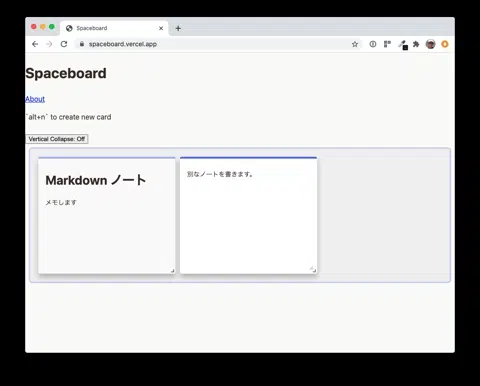 Spaceboard
spaceboard.vercel.app
Spaceboard
About
`alt+n` to create new card
Vertical Collapse: Off
Markdown ノート
メモします
別なノートを書きます。